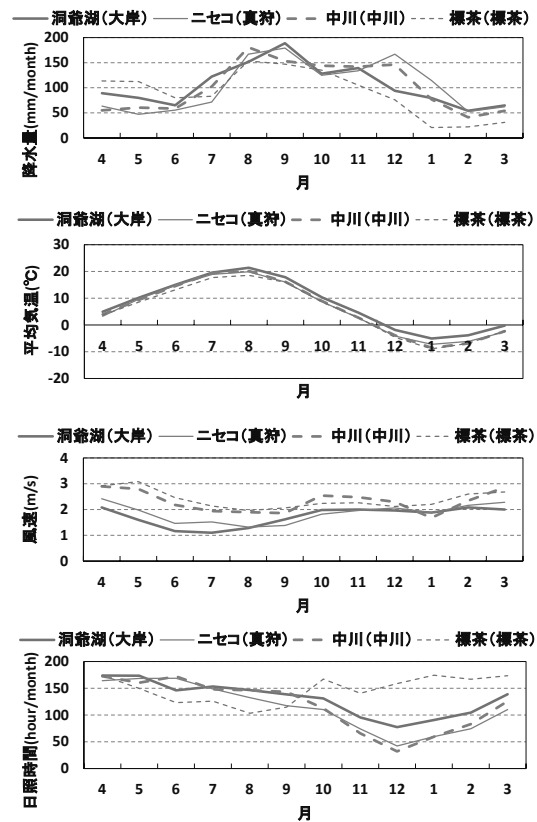 洞爺湖(大岸) ニセコ(真狩) 中川(中川) 標茶(標茶)
降水量(mm/month)
200
150
100
50
0
4 5 6 7 8 9 10 11 12 1 2 3
月
洞爺湖(大岸) ニセコ(真狩) 中川(中川) 標茶(標茶)
平均気温(℃)
30
20
10
0
-10
-20
4 5 6 7 8 9 10 11 12 1 2 3
月
洞爺湖(大岸) ニセコ(真狩) 中川(中川) 標茶(標茶)
風速(m/s)
4
3
2
1
0
4 5 6 7 8 9 10 11 12 1 2 3
月
洞爺湖(大岸) ニセコ(真狩) 中川(中川) 標茶(標茶)
日照時間(hour/month)
200
150
100
50
0
4 5 6 7 8 9 10 11 12 1 2 3
月